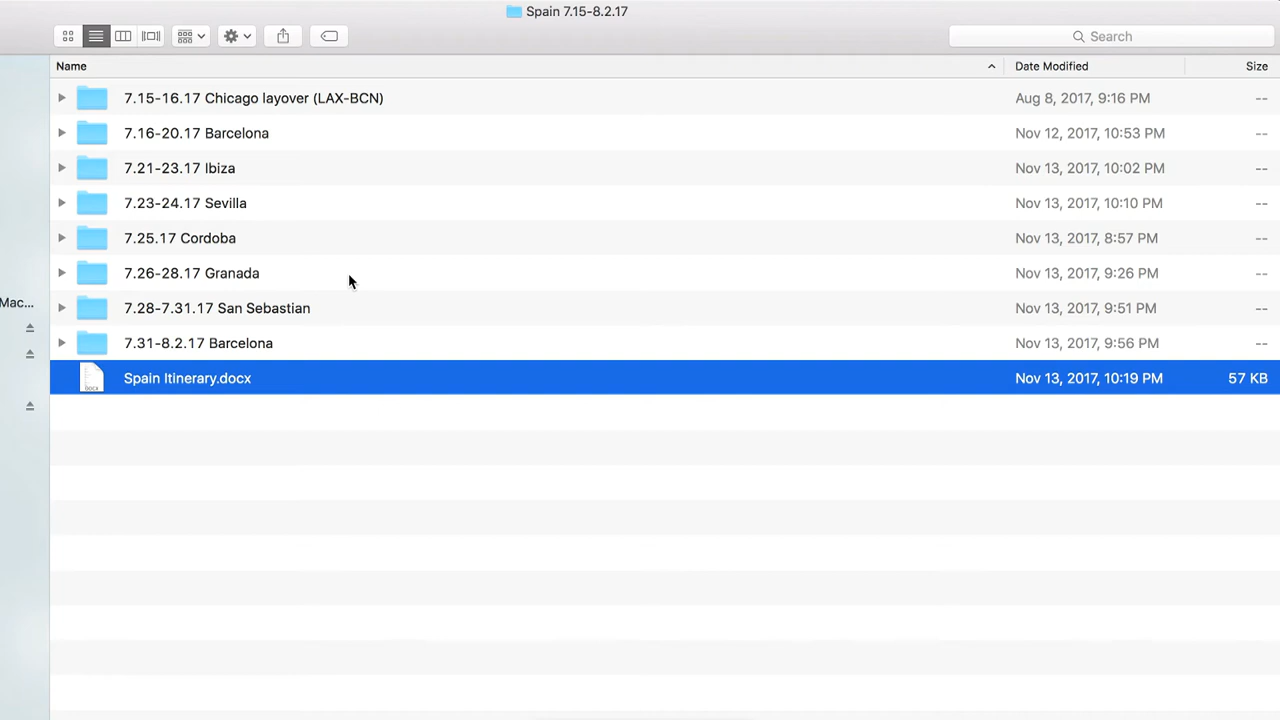 Spain 7.15-8.2.17
Search
Name Date Modified Size
7.15-16.17 Chicago layover (LAX-BCN) Aug 8, 2017, 9:16 PM --
7.16-20.17 Barcelona Nov 12, 2017, 10:53 PM --
7.21-23.17 Ibiza Nov 13, 2017, 10:02 PM --
7.23-24.17 Sevilla Nov 13, 2017, 10:10 PM --
7.25.17 Cordoba Nov 13, 2017, 8:57 PM --
7.26-28.17 Granada Nov 13, 2017, 9:26 PM --
Mac...
7.28-7.31.17 San Sebastian Nov 13, 2017, 9:51 PM --
7.31-8.2.17 Barcelona Nov 13, 2017, 9:56 PM --
DOCX Spain Itinerary.docx Nov 13, 2017, 10:19 PM 57 KB